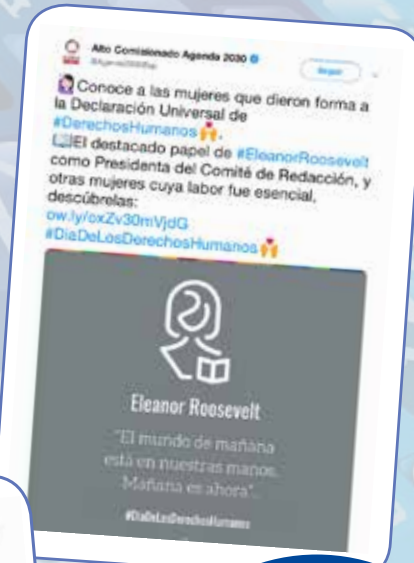 Alto Comisionado Agenda 2030
Seguir
Conoce a las mujeres que dieron forma a
la Declaración Universal de
#DerechosHumanos
El destacado papel de #EleanorRoosevelt
como Presidenta del Comité de Redacción, y
otras mujeres cuya labor fue esencial,
descúbrelas:
ow.ly/oxZv30mVjdG
#DiaDeLosDerechosHumanos
Eleanor Roosevelt
"El mundo de mañana
está en nuestras manos.
Mañana es ahora".
#DiaDeLosDerechosHumanos